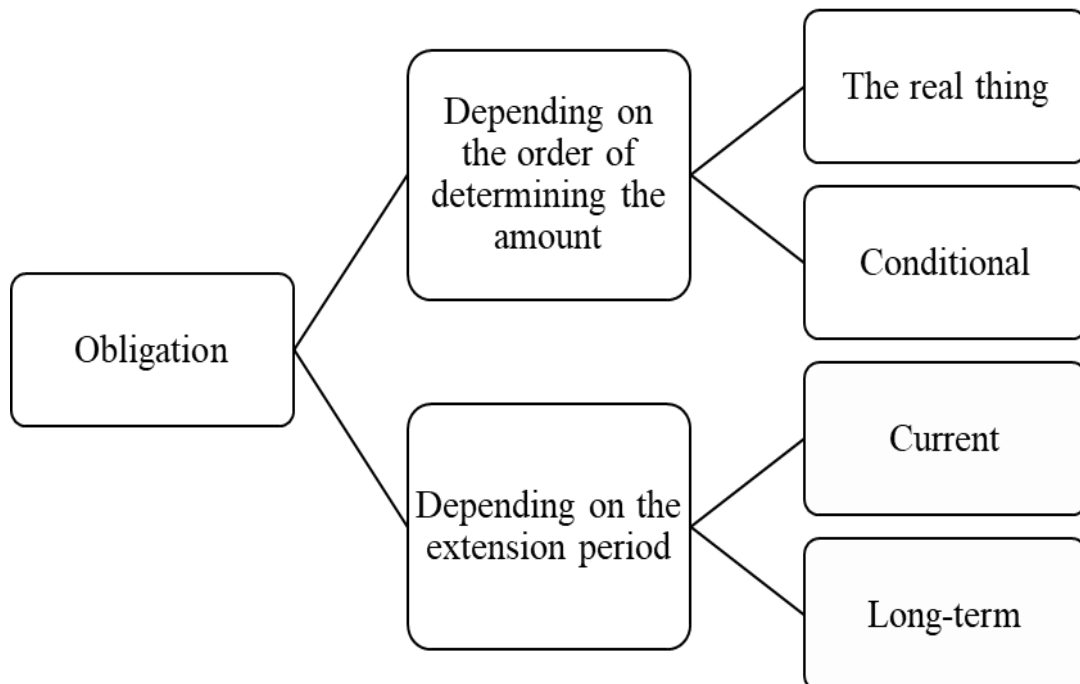 Obligation
Depending on
the order of
determining the
amount
The real thing
Conditional
Depending on the
extension period
Current
Long-term